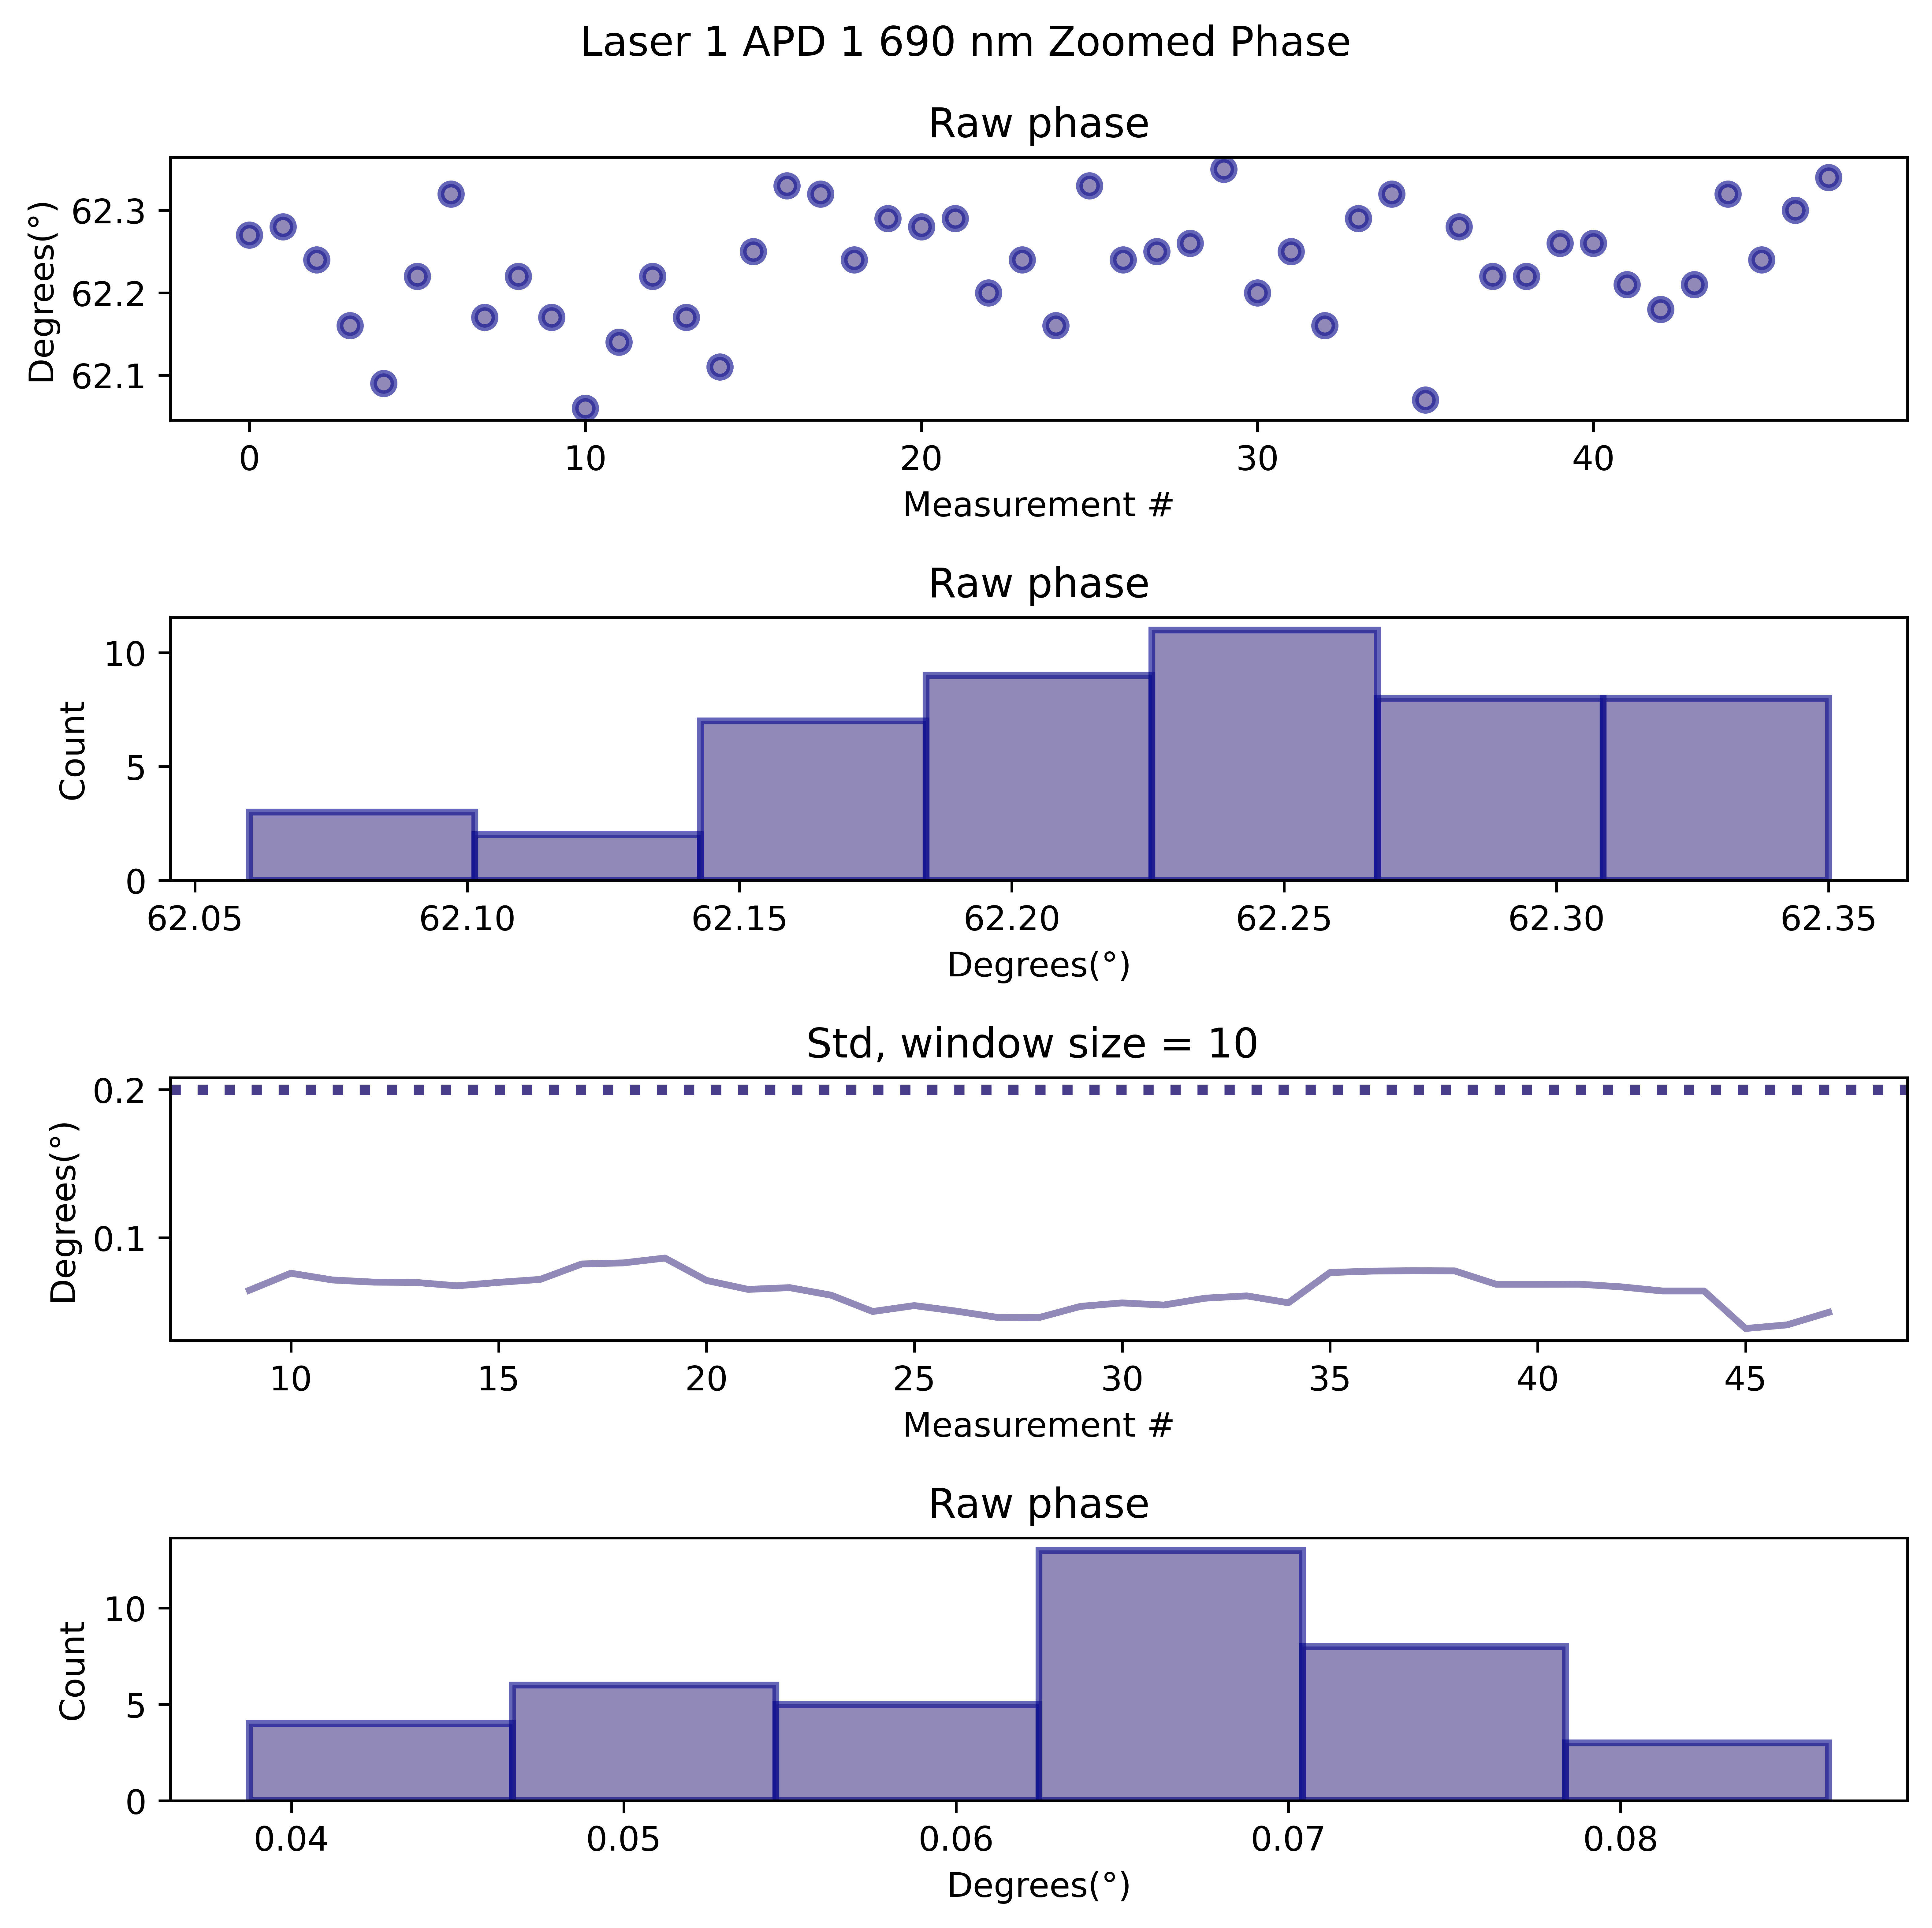 Laser 1 APD 1 690 nm Zoomed Phase
Raw phase
Degrees(°)
62.3
62.2
62.1
0 10 20 30 40
Measurement #
Raw phase
Count
10
5
0
62.05 62.10 62.15 62.20 62.25 62.30 62.35
Degrees(°)
Std, window size = 10
Degrees(°)
0.2
0.1
10 15 20 25 30 35 40 45
Measurement #
Raw phase
Count
10
5
0
0.04 0.05 0.06 0.07 0.08
Degrees(°)